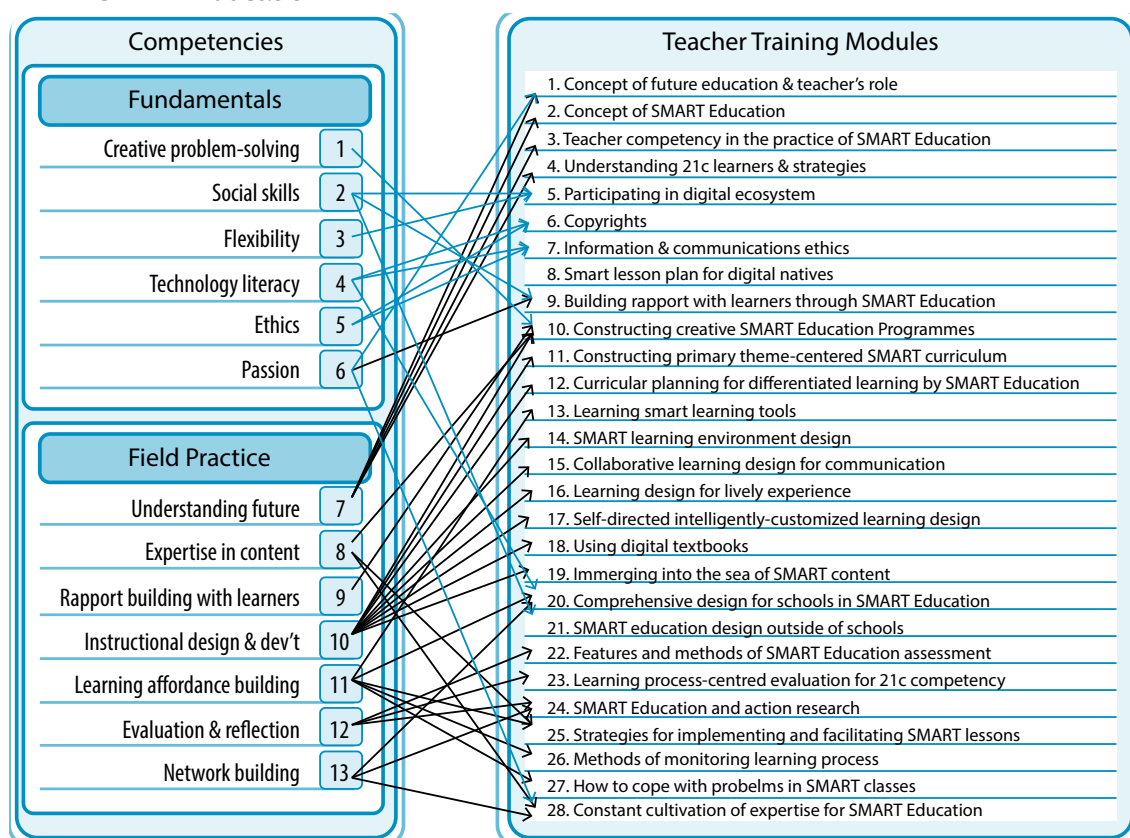 Competencies
Fundamentals
Creative problem-solving 1
Social skills 2
Flexibility 3
Technology literacy 4
Ethics 5
Passion 6
Field Practice
Understanding future 7
Expertise in content 8
Rapport building with learners 9
Instructional design & dev't 10
Learning affordance building 11
Evaluation & reflection 12
Network building 13
Teacher Training Modules
1. Concept of future education & teacher's role
2. Concept of SMART Education
3. Teacher competency in the practice of SMART Education
4. Understanding 21c learners & strategies
5. Participating in digital ecosystem
6. Copyrights
7. Information & communications ethics
8. Smart lesson plan for digital natives
9. Building rapport with learners through SMART Education
10. Constructing creative SMART Education Programmes
11. Constructing primary theme-centered SMART curriculum
12. Curricular planning for differentiated learning by SMART Education
13. Learning smart learning tools
14. SMART learning environment design
15. Collaborative learning design for communication
16. Learning design for lively experience
17. Self-directed intelligently-customized learning design
18. Using digital textbooks
19. Immerging into the sea of SMART content
20. Comprehensive design for schools in SMART Education
21. SMART education design outside of schools
22. Features and methods of SMART Education assessment
23. Learning process-centred evaluation for 21c competency
24. SMART Education and action research
25. Strategies for implementing and facilitating SMART lessons
26. Methods of monitoring learning process
27. How to cope with probelms in SMART classes
28. Constant cultivation of expertise for SMART Education